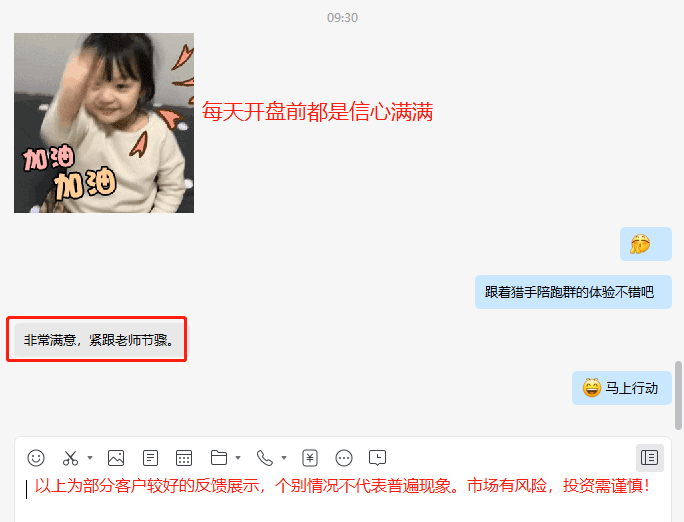 09:30
每天开盘前都是信心满满
加油
加油
跟着猎手陪跑群的体验不错吧
非常满意，紧跟老师节骤。
马上行动
以上为部分客户较好的反馈展示，个别情况不代表普遍现象。市场有风险，投资需谨慎！